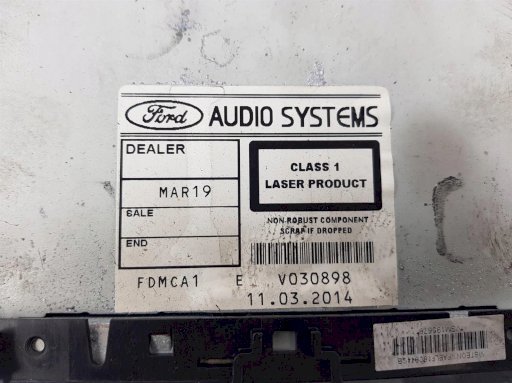 Ford AUDIO SYSTEMS
DEALER
MAR19
SALE
END
CLASS 1
LASER PRODUCT
NON-ROBUST COMPONENT
SCRAP IF DROPPED
FDMCA1 E V030898
11.03.2014